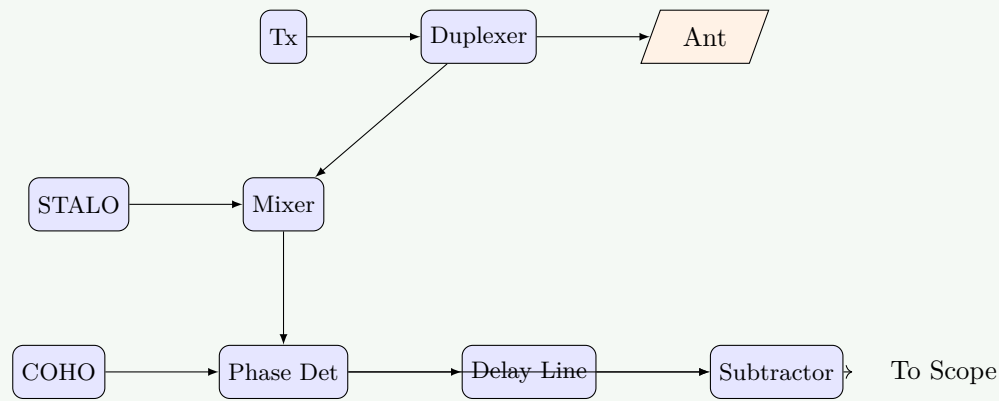 Tx
Duplexer
Ant
STALO
Mixer
COHO
Phase Det
Delay Line
Subtractor
To Scope